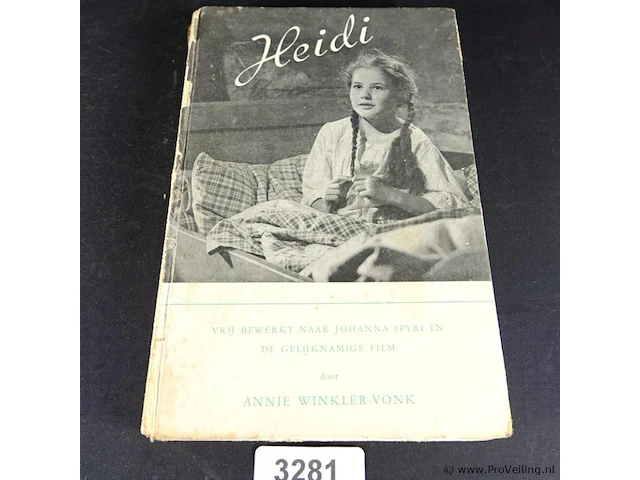 Heidi
VRIJ BEWERKT NAAR JOHANNA SPYRI EN
DE GELIJKNAMIGE FILM
door
ANNIE WINKLER-VONK
3281
© www.ProVeiling.nl